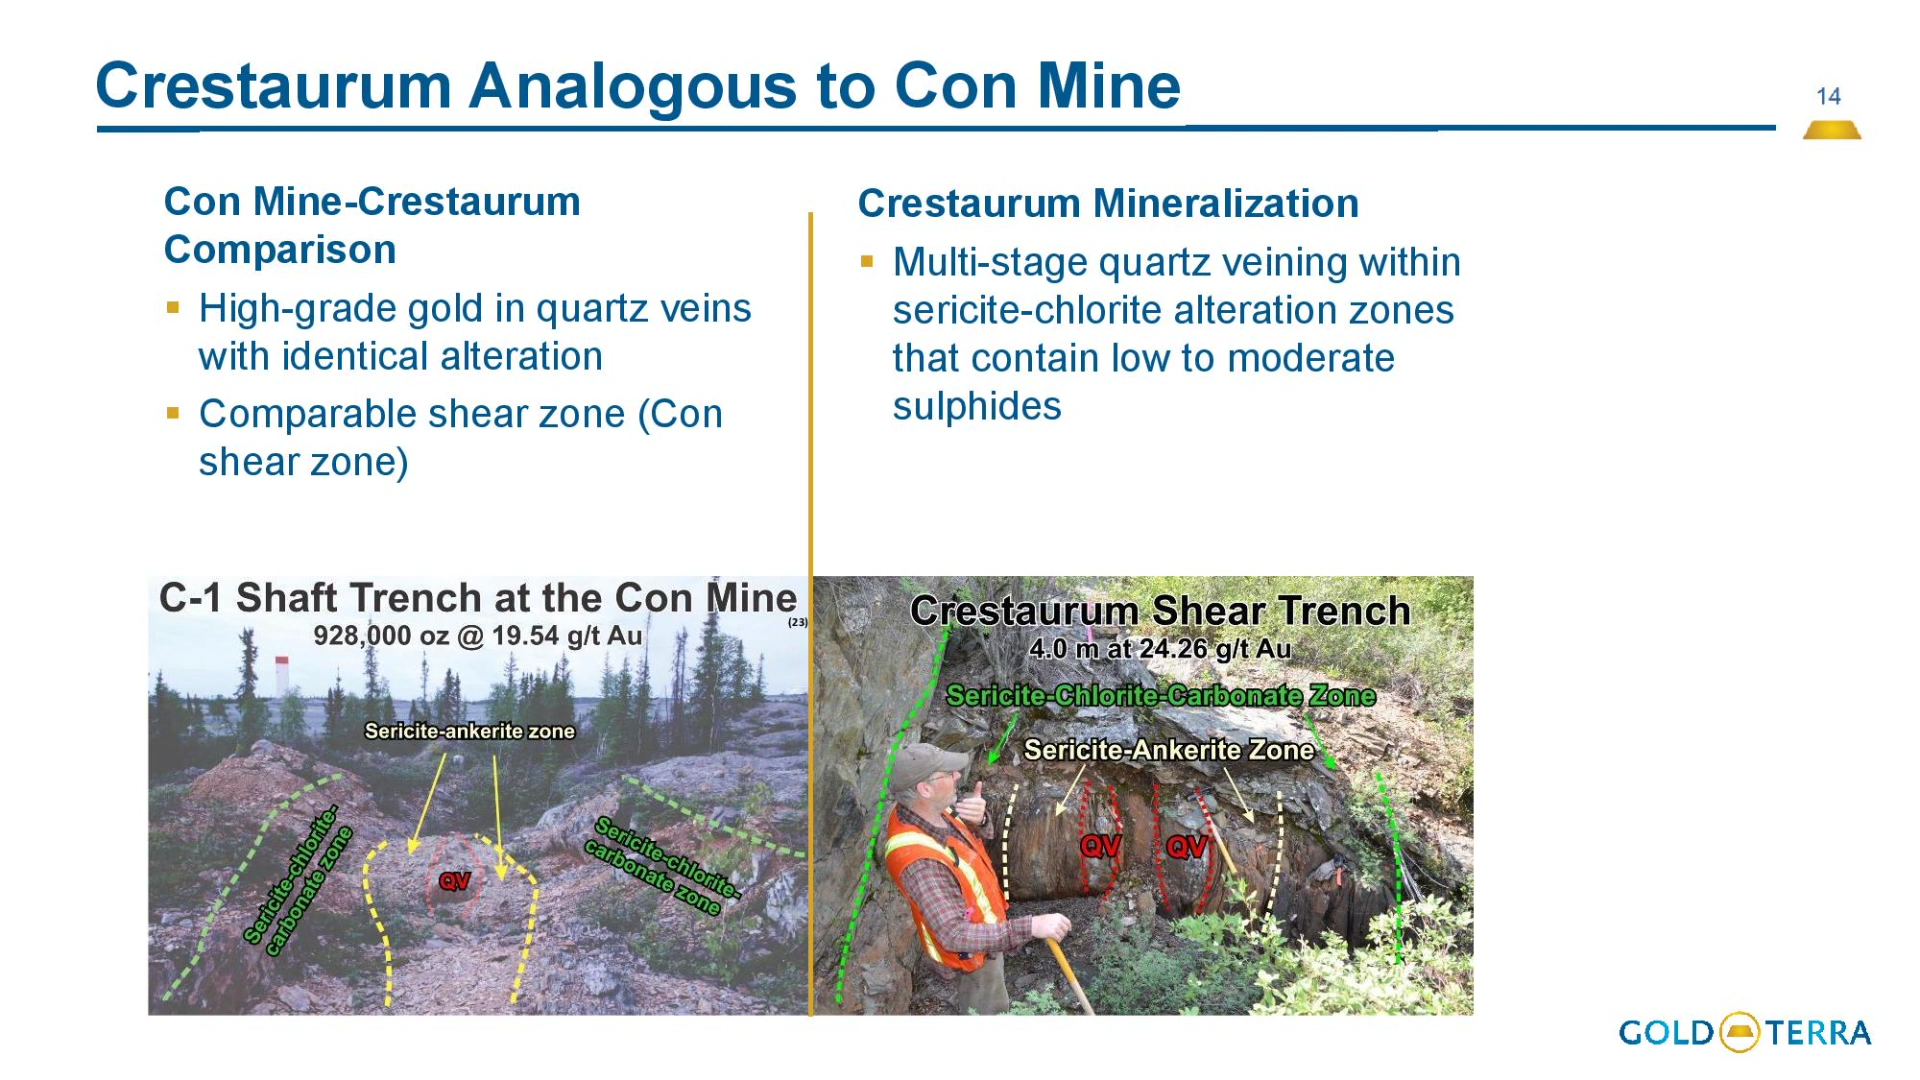 Crestaurum Analogous to Con Mine
14
Con Mine-Crestaurum
Comparison
▪ High-grade gold in quartz veins
with identical alteration
▪ Comparable shear zone (Con
shear zone)
Crestaurum Mineralization
▪ Multi-stage quartz veining within
sericite-chlorite alteration zones
that contain low to moderate
sulphides
C-1 Shaft Trench at the Con Mine
(23)
928,000 oz @ 19.54 g/t Au
Sericite-ankerite zone
Sericite-chlorite-
carbonate zone
QV
Sericite-chlorite-
carbonate zone
Crestaurum Shear Trench
4.0 m at 24.26 g/t Au
Sericite-Chlorite-Carbonate Zone
Sericite-Ankerite Zone
QV
QV
GOLD TERRA